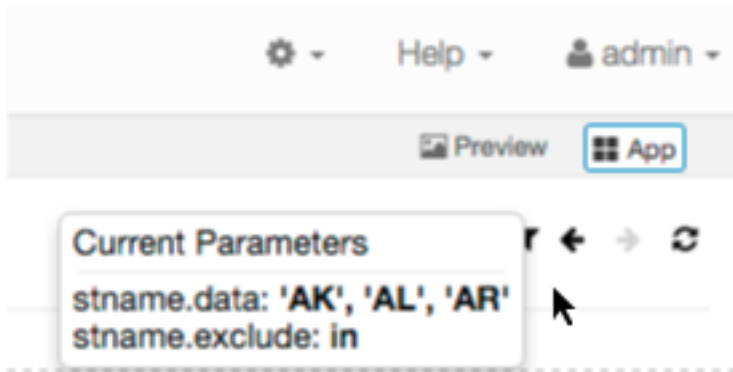 Help admin
Preview App
Current Parameters
stname.data: 'AK', 'AL', 'AR'
stname.exclude: in